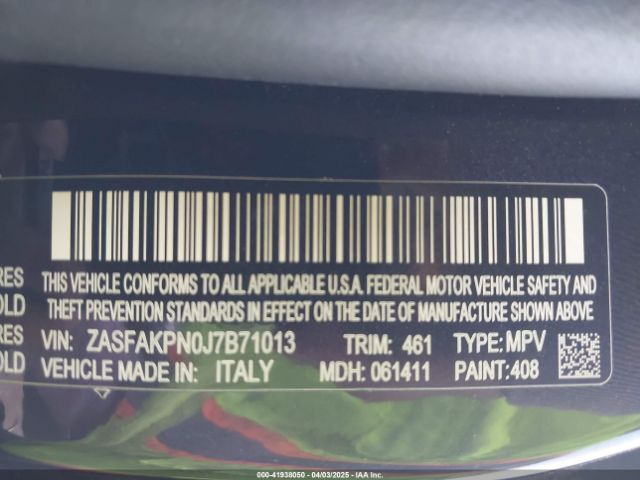 THIS VEHICLE CONFORMS TO ALL APPLICABLE U.S.A. FEDERAL MOTOR VEHICLE SAFETY AND
THEFT PREVENTION STANDARDS IN EFFECT ON THE DATE OF MANUFACTURE SHOWN ABOVE
VIN: ZASFAKPN0J7B71013 TRIM: 461 TYPE: MPV
VEHICLE MADE IN: ITALY MDH: 061411 PAINT: 408
RES
OLD
RES
OLD
000-41938050 - 04/03/2025 - IAA Inc.